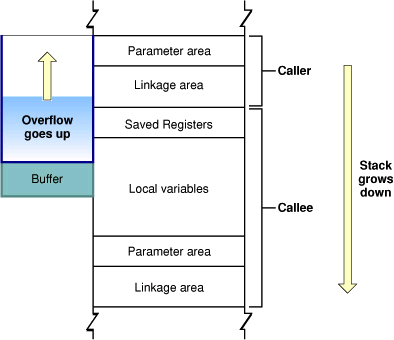 Parameter area
Linkage area
Caller
Overflow
goes up
Saved Registers
Buffer
Local variables
Callee
Stack
grows
down
Parameter area
Linkage area